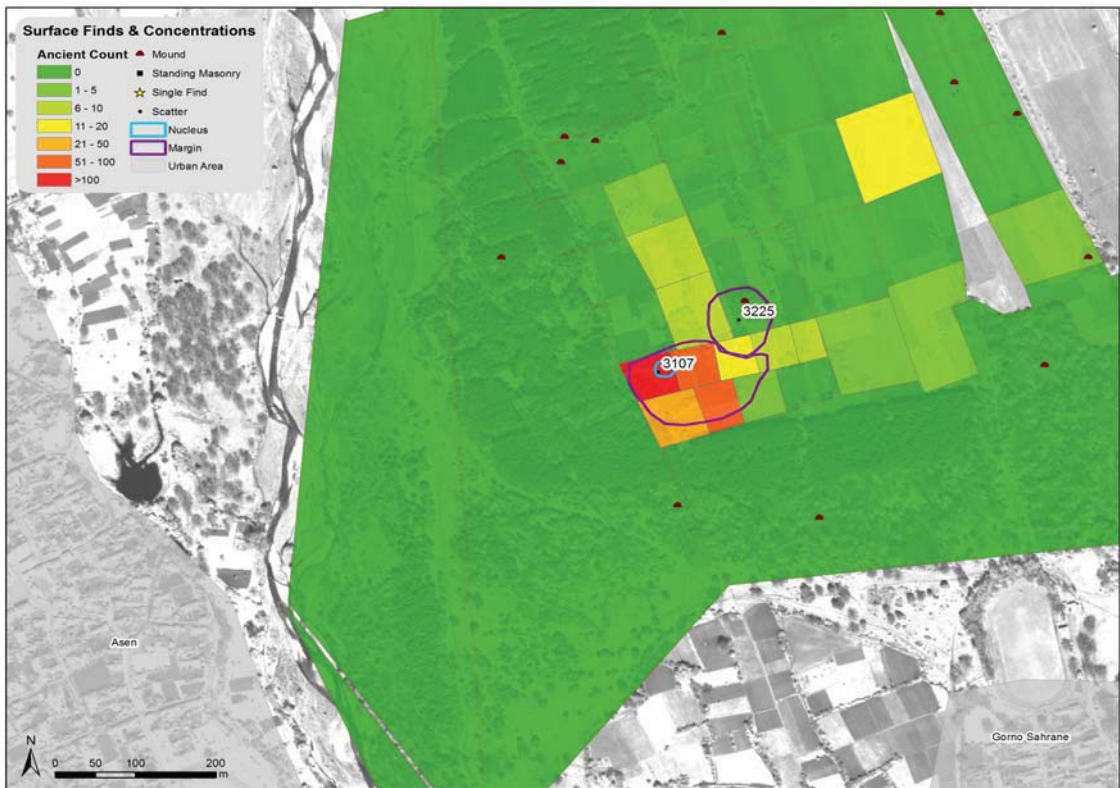 Surface Finds & Concentrations
Ancient Count
0
1 - 5
6 - 10
11 - 20
21 - 50
51 - 100
>100
Mound
Standing Masonry
Single Find
Scatter
Nucleus
Margin
Urban Area
3225
3107
Asen
Gorno Sahrane
N
0 50 100 200
m